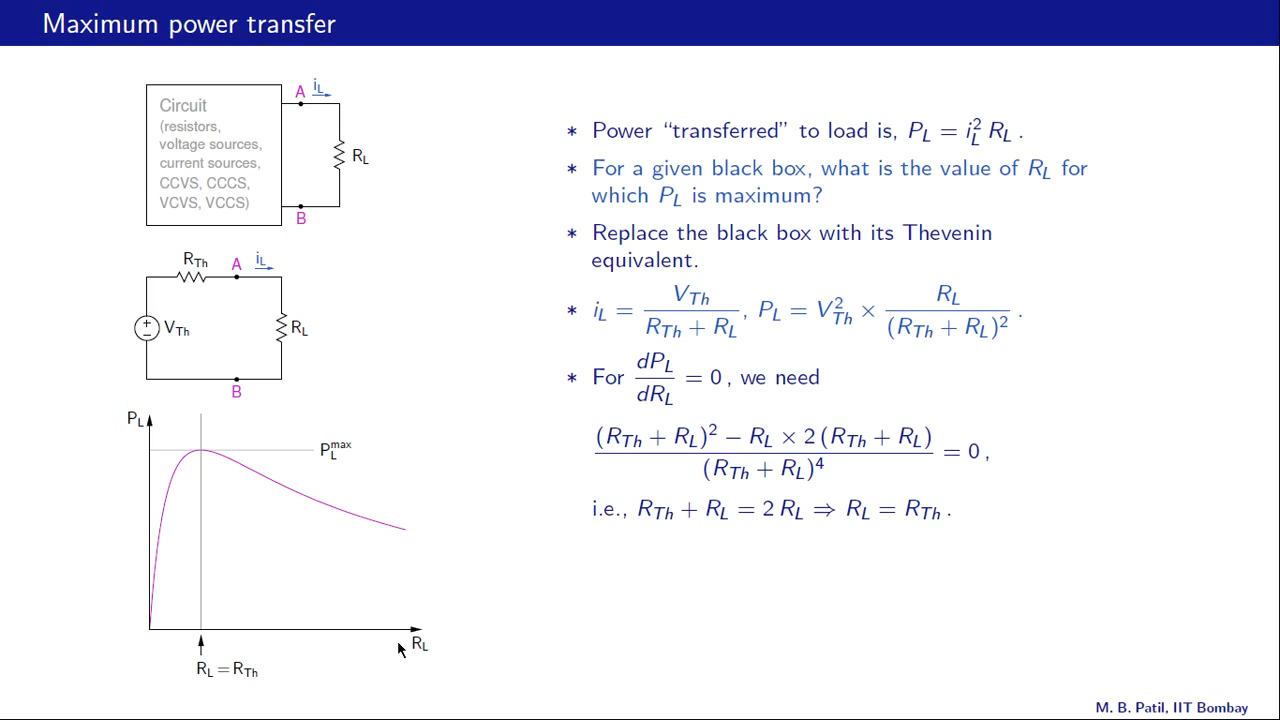 Maximum power transfer
Circuit
(resistors,
voltage sources,
current sources,
CCVS, CCCS,
VCVS, VCCS)
A
i_L
R_L
B
R_Th
A
i_L
V_Th
R_L
B
P_L
P_L^max
R_L
R_L = R_Th
* Power “transferred” to load is, P_L = i_L^2 R_L .
* For a given black box, what is the value of R_L for
which P_L is maximum?
* Replace the black box with its Thevenin
equivalent.
* i_L = V_Th / (R_Th + R_L), P_L = V_Th^2 × R_L / (R_Th + R_L)^2 .
* For dP_L / dR_L = 0 , we need
((R_Th + R_L)^2 − R_L × 2 (R_Th + R_L)) / (R_Th + R_L)^4 = 0 ,
i.e., R_Th + R_L = 2 R_L ⇒ R_L = R_Th .
M. B. Patil, IIT Bombay